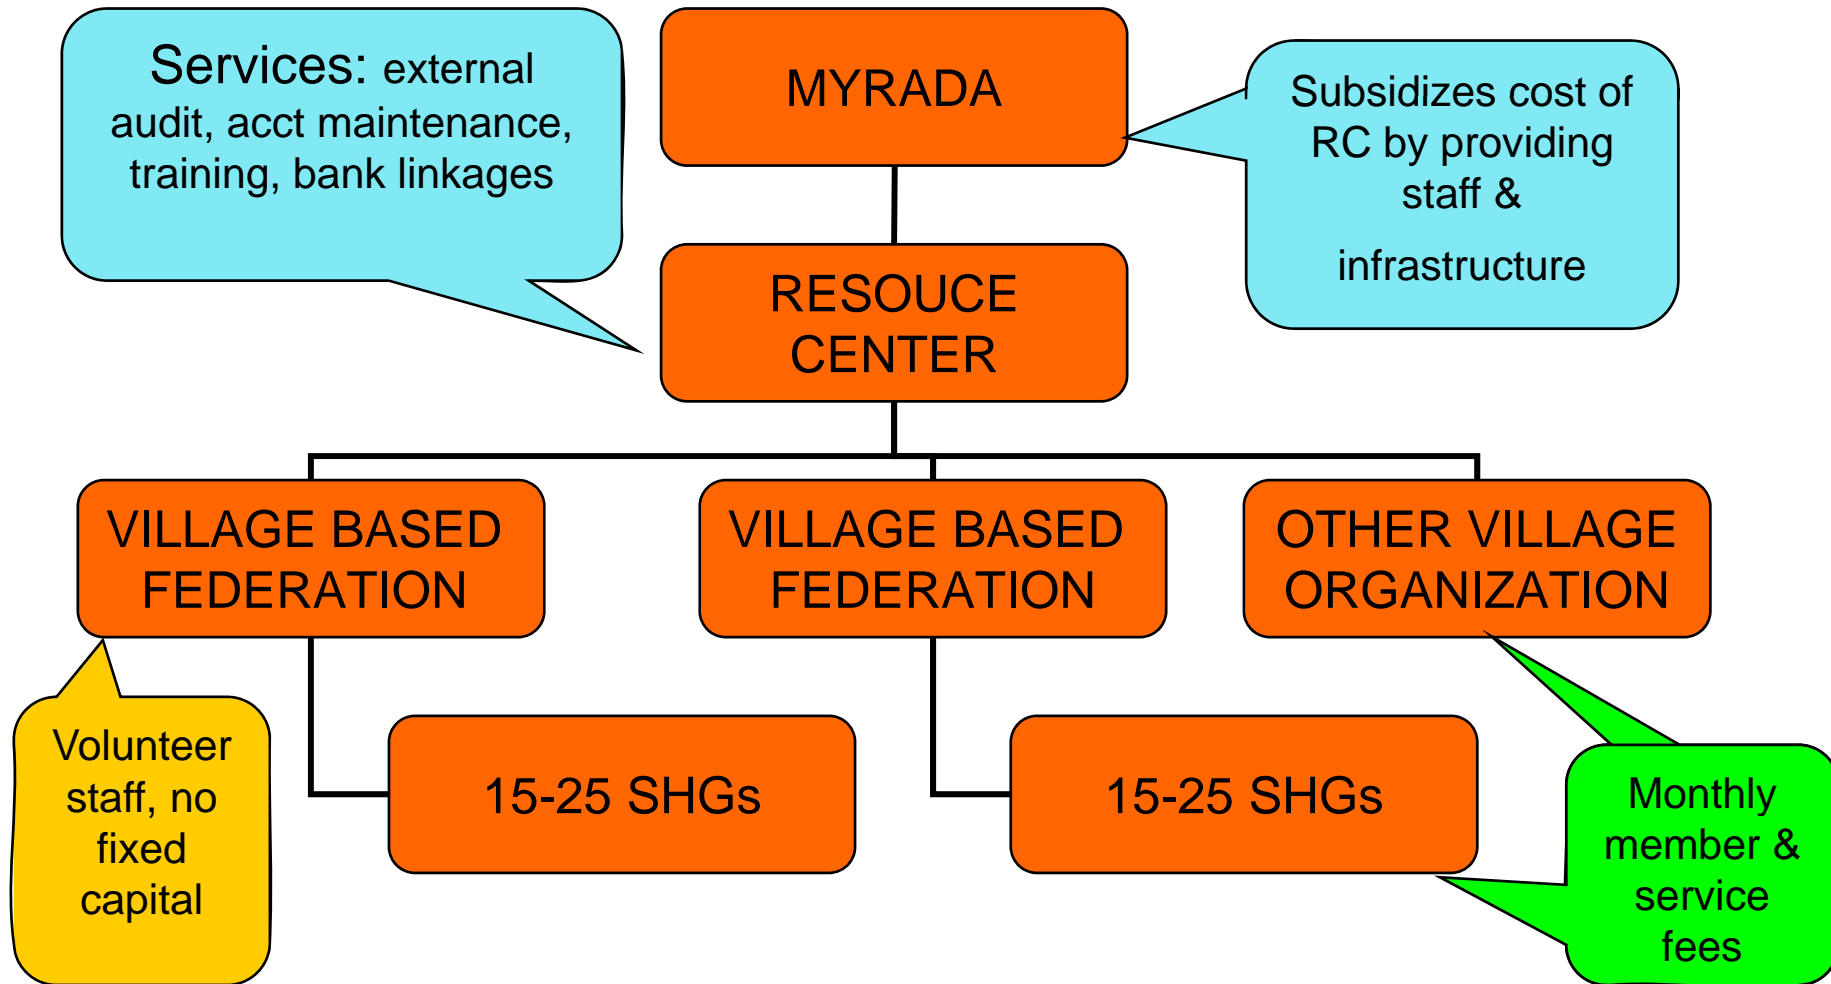 Services: external
audit, acct maintenance,
training, bank linkages
MYRADA
Subsidizes cost of
RC by providing
staff &
infrastructure
RESOUCE
CENTER
VILLAGE BASED
FEDERATION
VILLAGE BASED
FEDERATION
OTHER VILLAGE
ORGANIZATION
Volunteer
staff, no
fixed
capital
15-25 SHGs
15-25 SHGs
Monthly
member &
service
fees